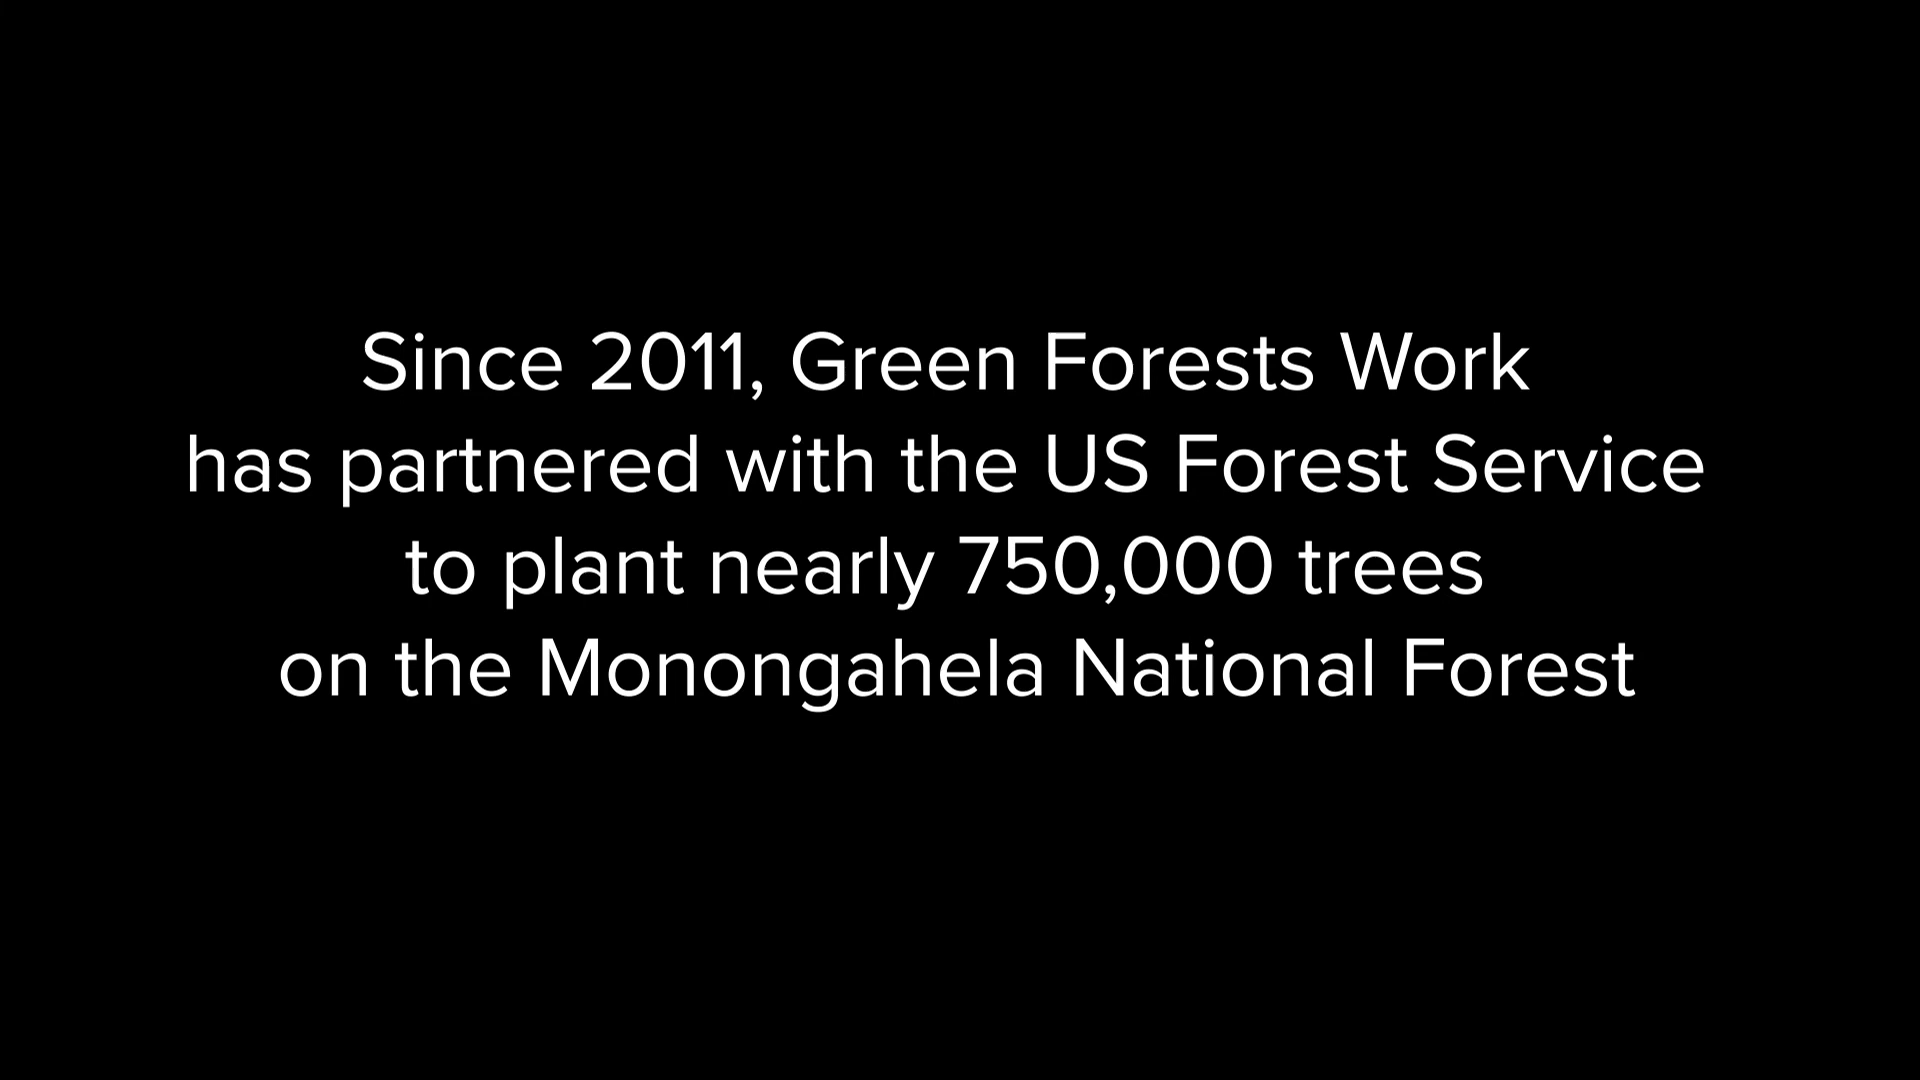 Since 2011, Green Forests Work
has partnered with the US Forest Service
to plant nearly 750,000 trees
on the Monongahela National Forest